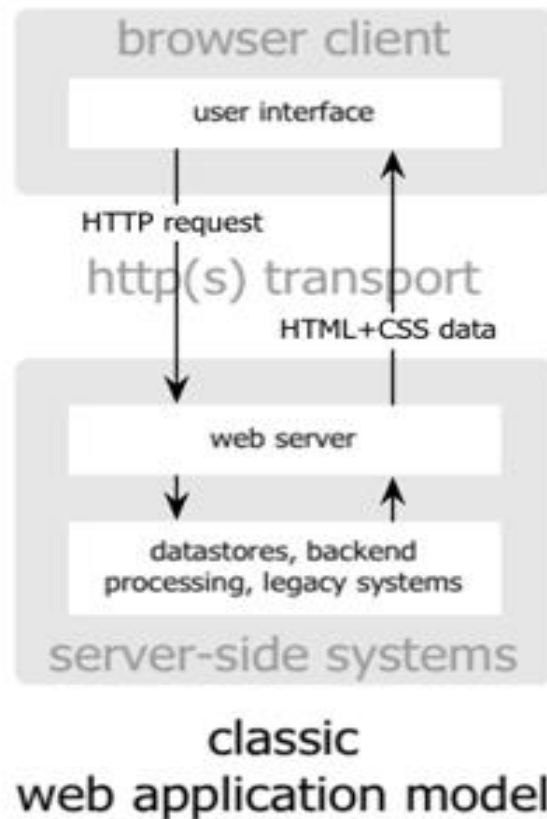 browser client
user interface
HTTP request
http(s) transport
HTML+CSS data
web server
datastores, backend
processing, legacy systems
server-side systems
classic
web application model